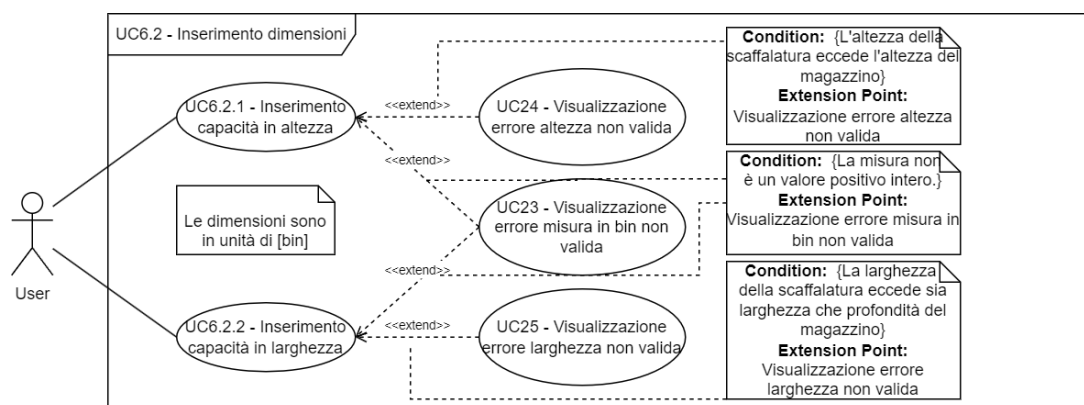 UC6.2 - Inserimento dimensioni
User
UC6.2.1 - Inserimento
capacità in altezza
Le dimensioni sono
in unità di [bin]
UC6.2.2 - Inserimento
capacità in larghezza
<<extend>>
<<extend>>
<<extend>>
<<extend>>
UC24 - Visualizzazione
errore altezza non valida
UC23 - Visualizzazione
errore misura in bin non
valida
UC25 - Visualizzazione
errore larghezza non valida
Condition: {L'altezza della
scaffalatura eccede l'altezza del
magazzino}
Extension Point:
Visualizzazione errore altezza
non valida
Condition: {La misura non
è un valore positivo intero.}
Extension Point:
Visualizzazione errore misura in
bin non valida
Condition: {La larghezza
della scaffalatura eccede sia
larghezza che profondità del
magazzino}
Extension Point:
Visualizzazione errore
larghezza non valida